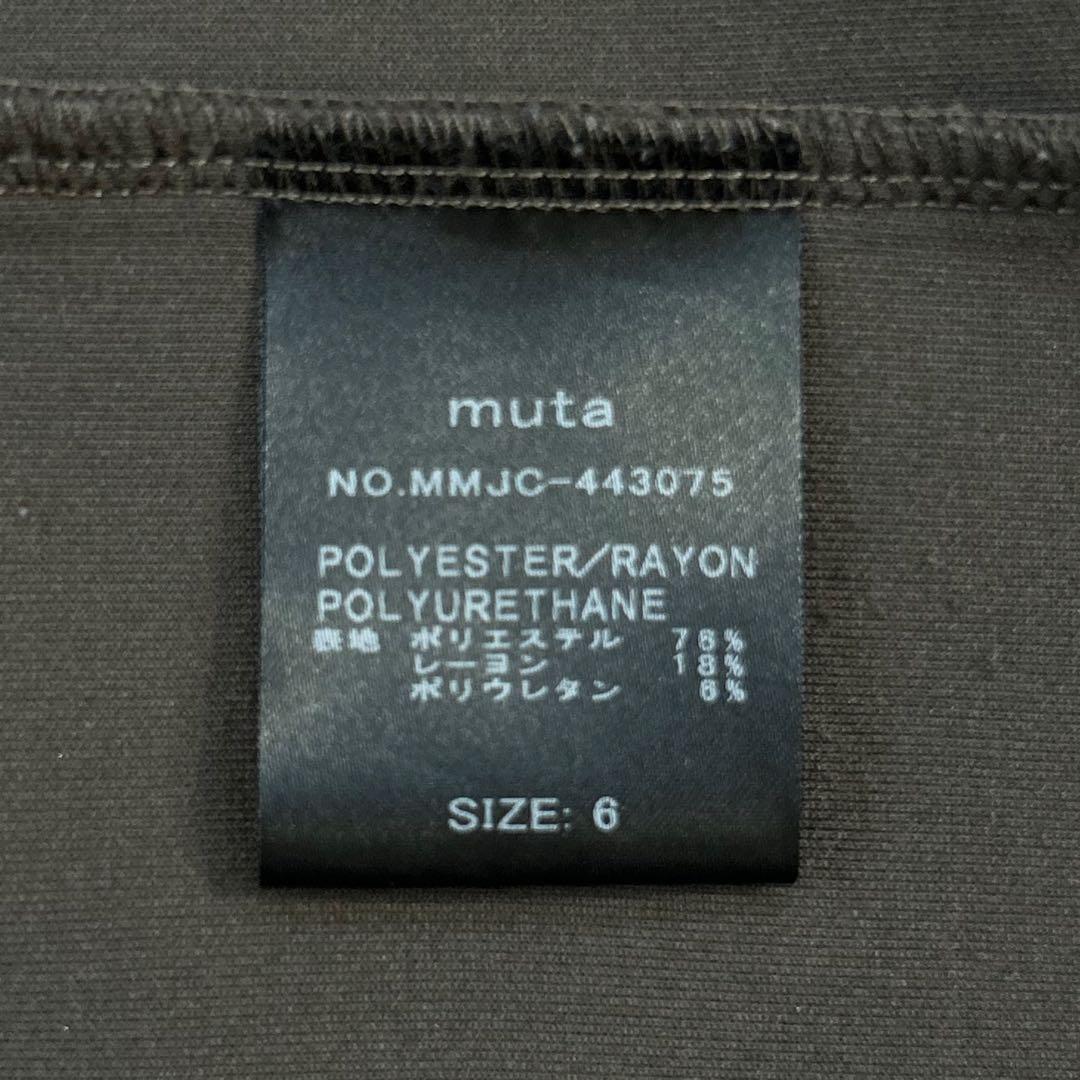 muta
NO.MMJC-443075
POLYESTER/RAYON
POLYURETHANE
表地 ポリエステル 76%
レーヨン 18%
ポリウレタン 6%
SIZE: 6